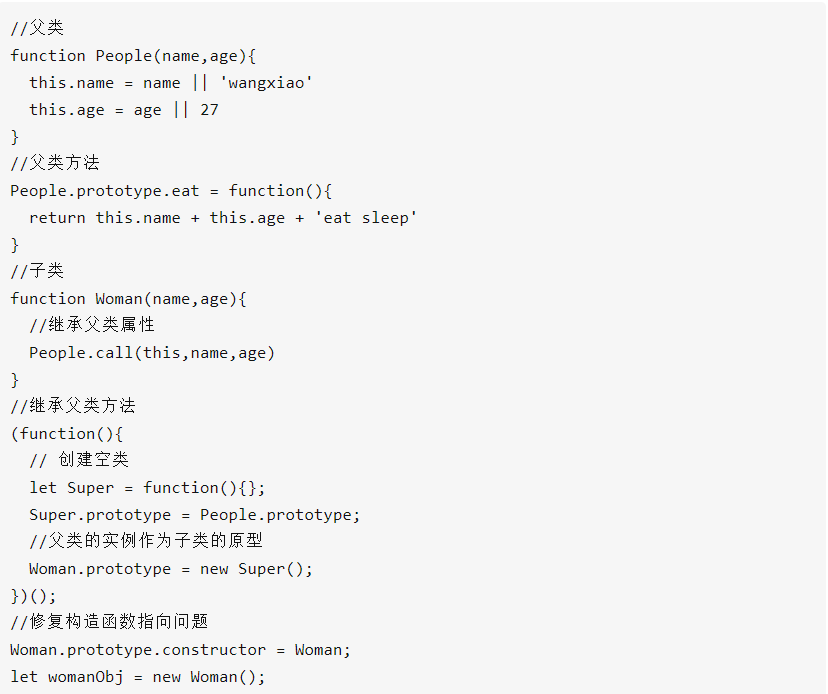 //父类
function People(name,age){
  this.name = name || 'wangxiao'
  this.age = age || 27
}
//父类方法
People.prototype.eat = function(){
  return this.name + this.age + 'eat sleep'
}
//子类
function Woman(name,age){
  //继承父类属性
  People.call(this,name,age)
}
//继承父类方法
(function(){
  // 创建空类
  let Super = function(){};
  Super.prototype = People.prototype;
  //父类的实例作为子类的原型
  Woman.prototype = new Super();
})();
//修复构造函数指向问题
Woman.prototype.constructor = Woman;
let womanObj = new Woman();